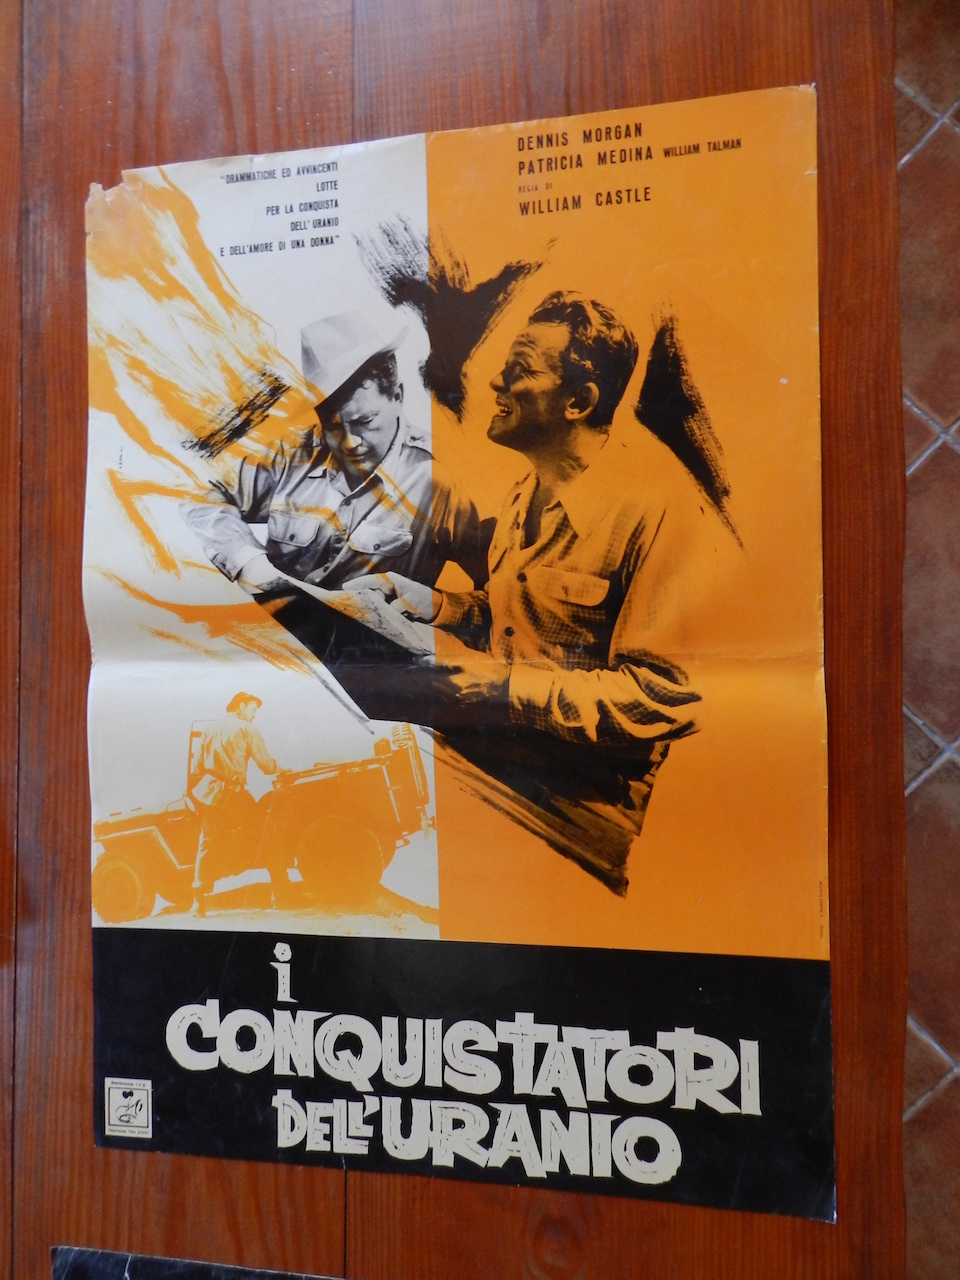 "DRAMMATICHE ED AVVINCENTI
LOTTE
PER LA CONQUISTA
DELL'URANIO
E DELL'AMORE DI UNA DONNA"
DENNIS MORGAN
PATRICIA MEDINA WILLIAM TALMAN
REGIA DI
WILLIAM CASTLE
i
CONQUISTATORI
DELL'URANIO